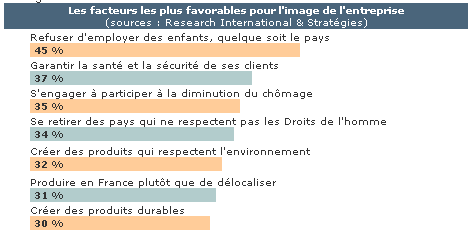 Les facteurs les plus favorables pour l'image de l'entreprise
(sources : Research International & Stratégies)
Refuser d'employer des enfants, quelque soit le pays
45 %
Garantir la santé et la sécurité de ses clients
37 %
S'engager à participer à la diminution du chômage
35 %
Se retirer des pays qui ne respectent pas les Droits de l'homme
34 %
Créer des produits qui respectent l'environnement
32 %
Produire en France plutôt que de délocaliser
31 %
Créer des produits durables
30 %